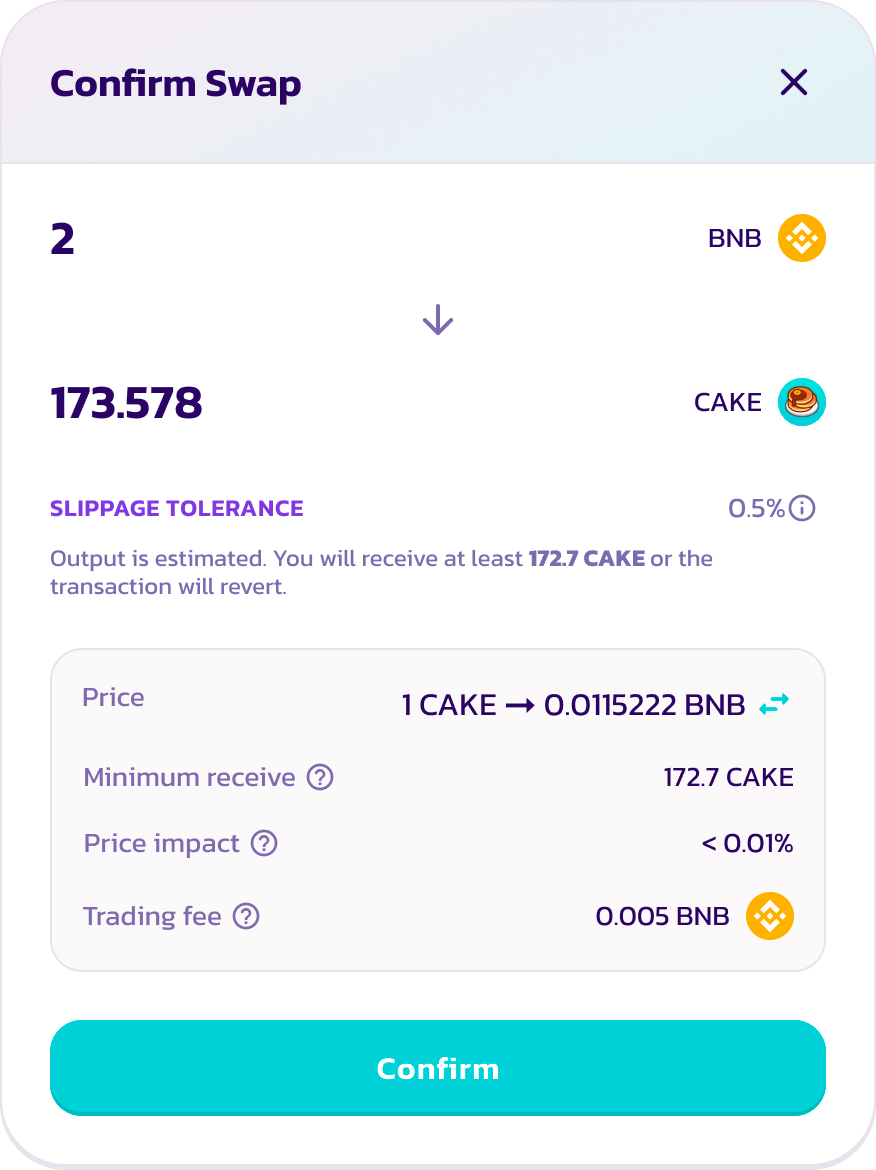 Confirm Swap
2
BNB
173.578
CAKE
SLIPPAGE TOLERANCE
0.5%
Output is estimated. You will receive at least 172.7 CAKE or the
transaction will revert.
Price
1 CAKE → 0.0115222 BNB
Minimum receive
172.7 CAKE
Price impact
< 0.01%
Trading fee
0.005 BNB
Confirm